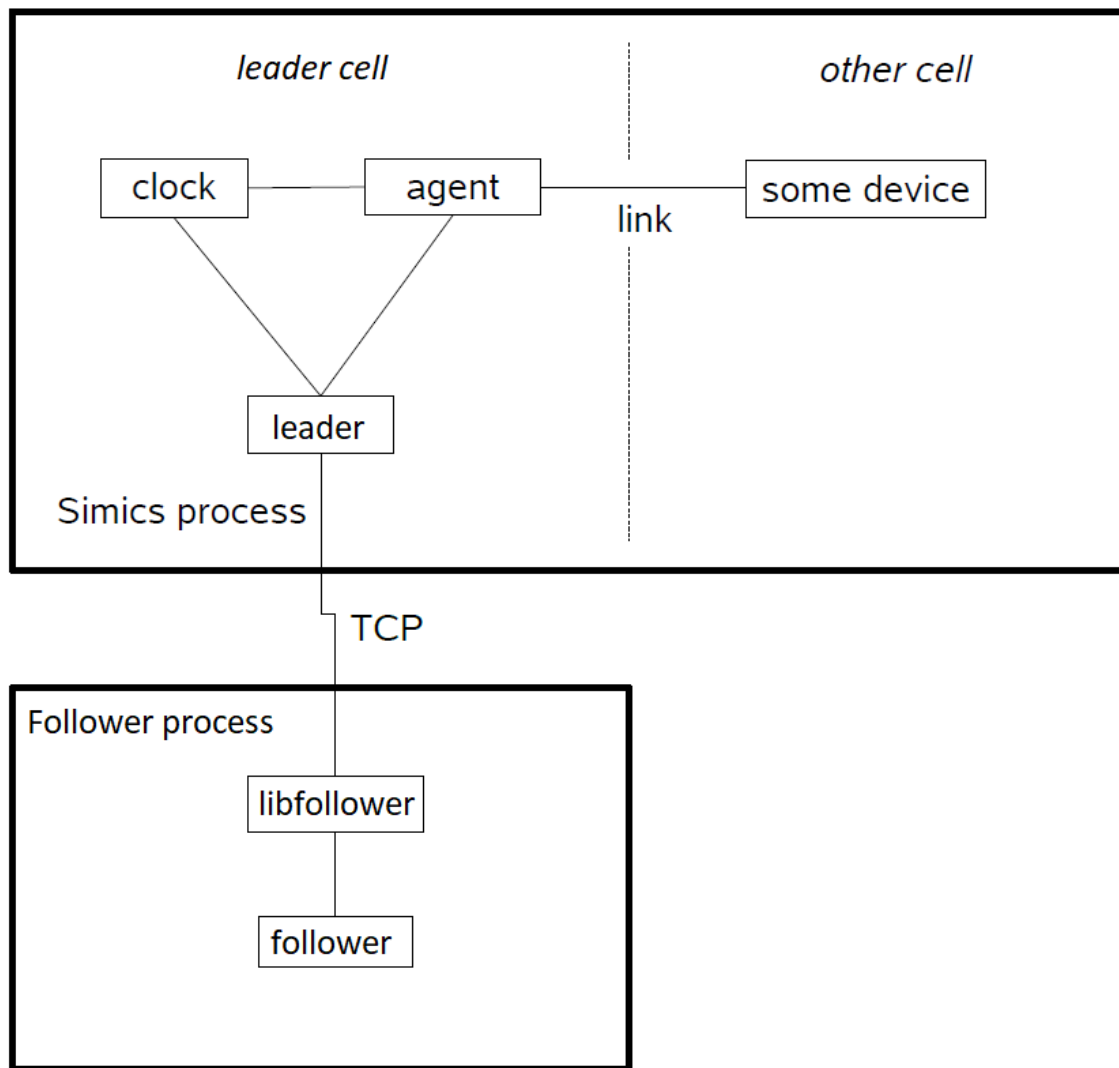 leader cell
other cell
clock
agent
some device
link
leader
Simics process
TCP
Follower process
libfollower
follower